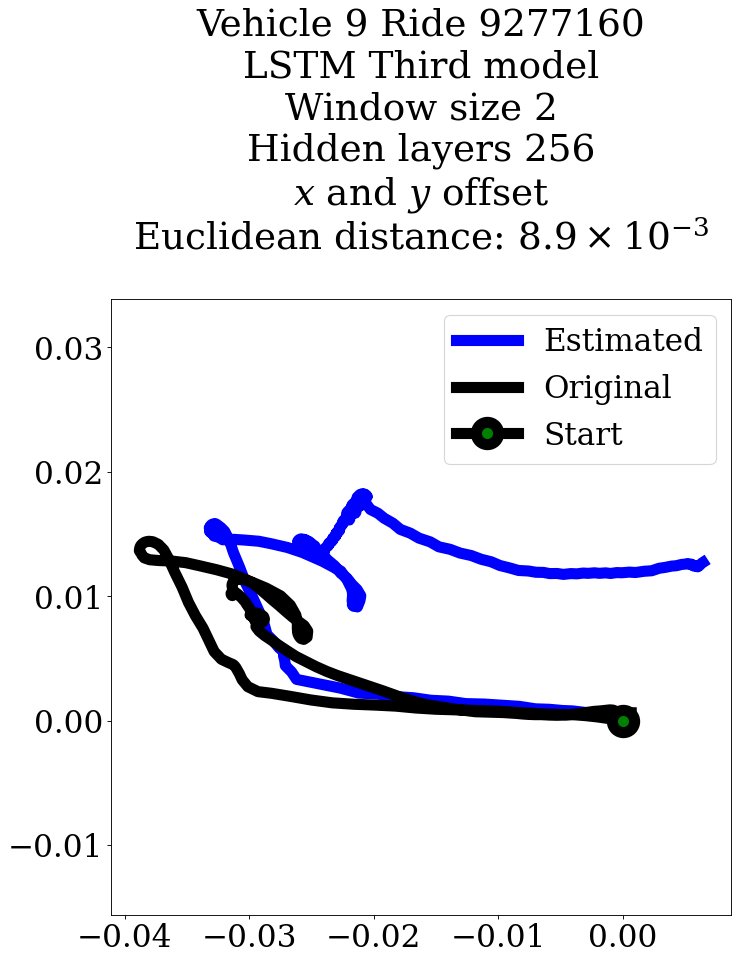 Vehicle 9 Ride 9277160
LSTM Third model
Window size 2
Hidden layers 256
x and y offset
Euclidean distance: 8.9 × 10⁻³
Estimated
Original
Start
0.03
0.02
0.01
0.00
−0.01
−0.04 −0.03 −0.02 −0.01 0.00